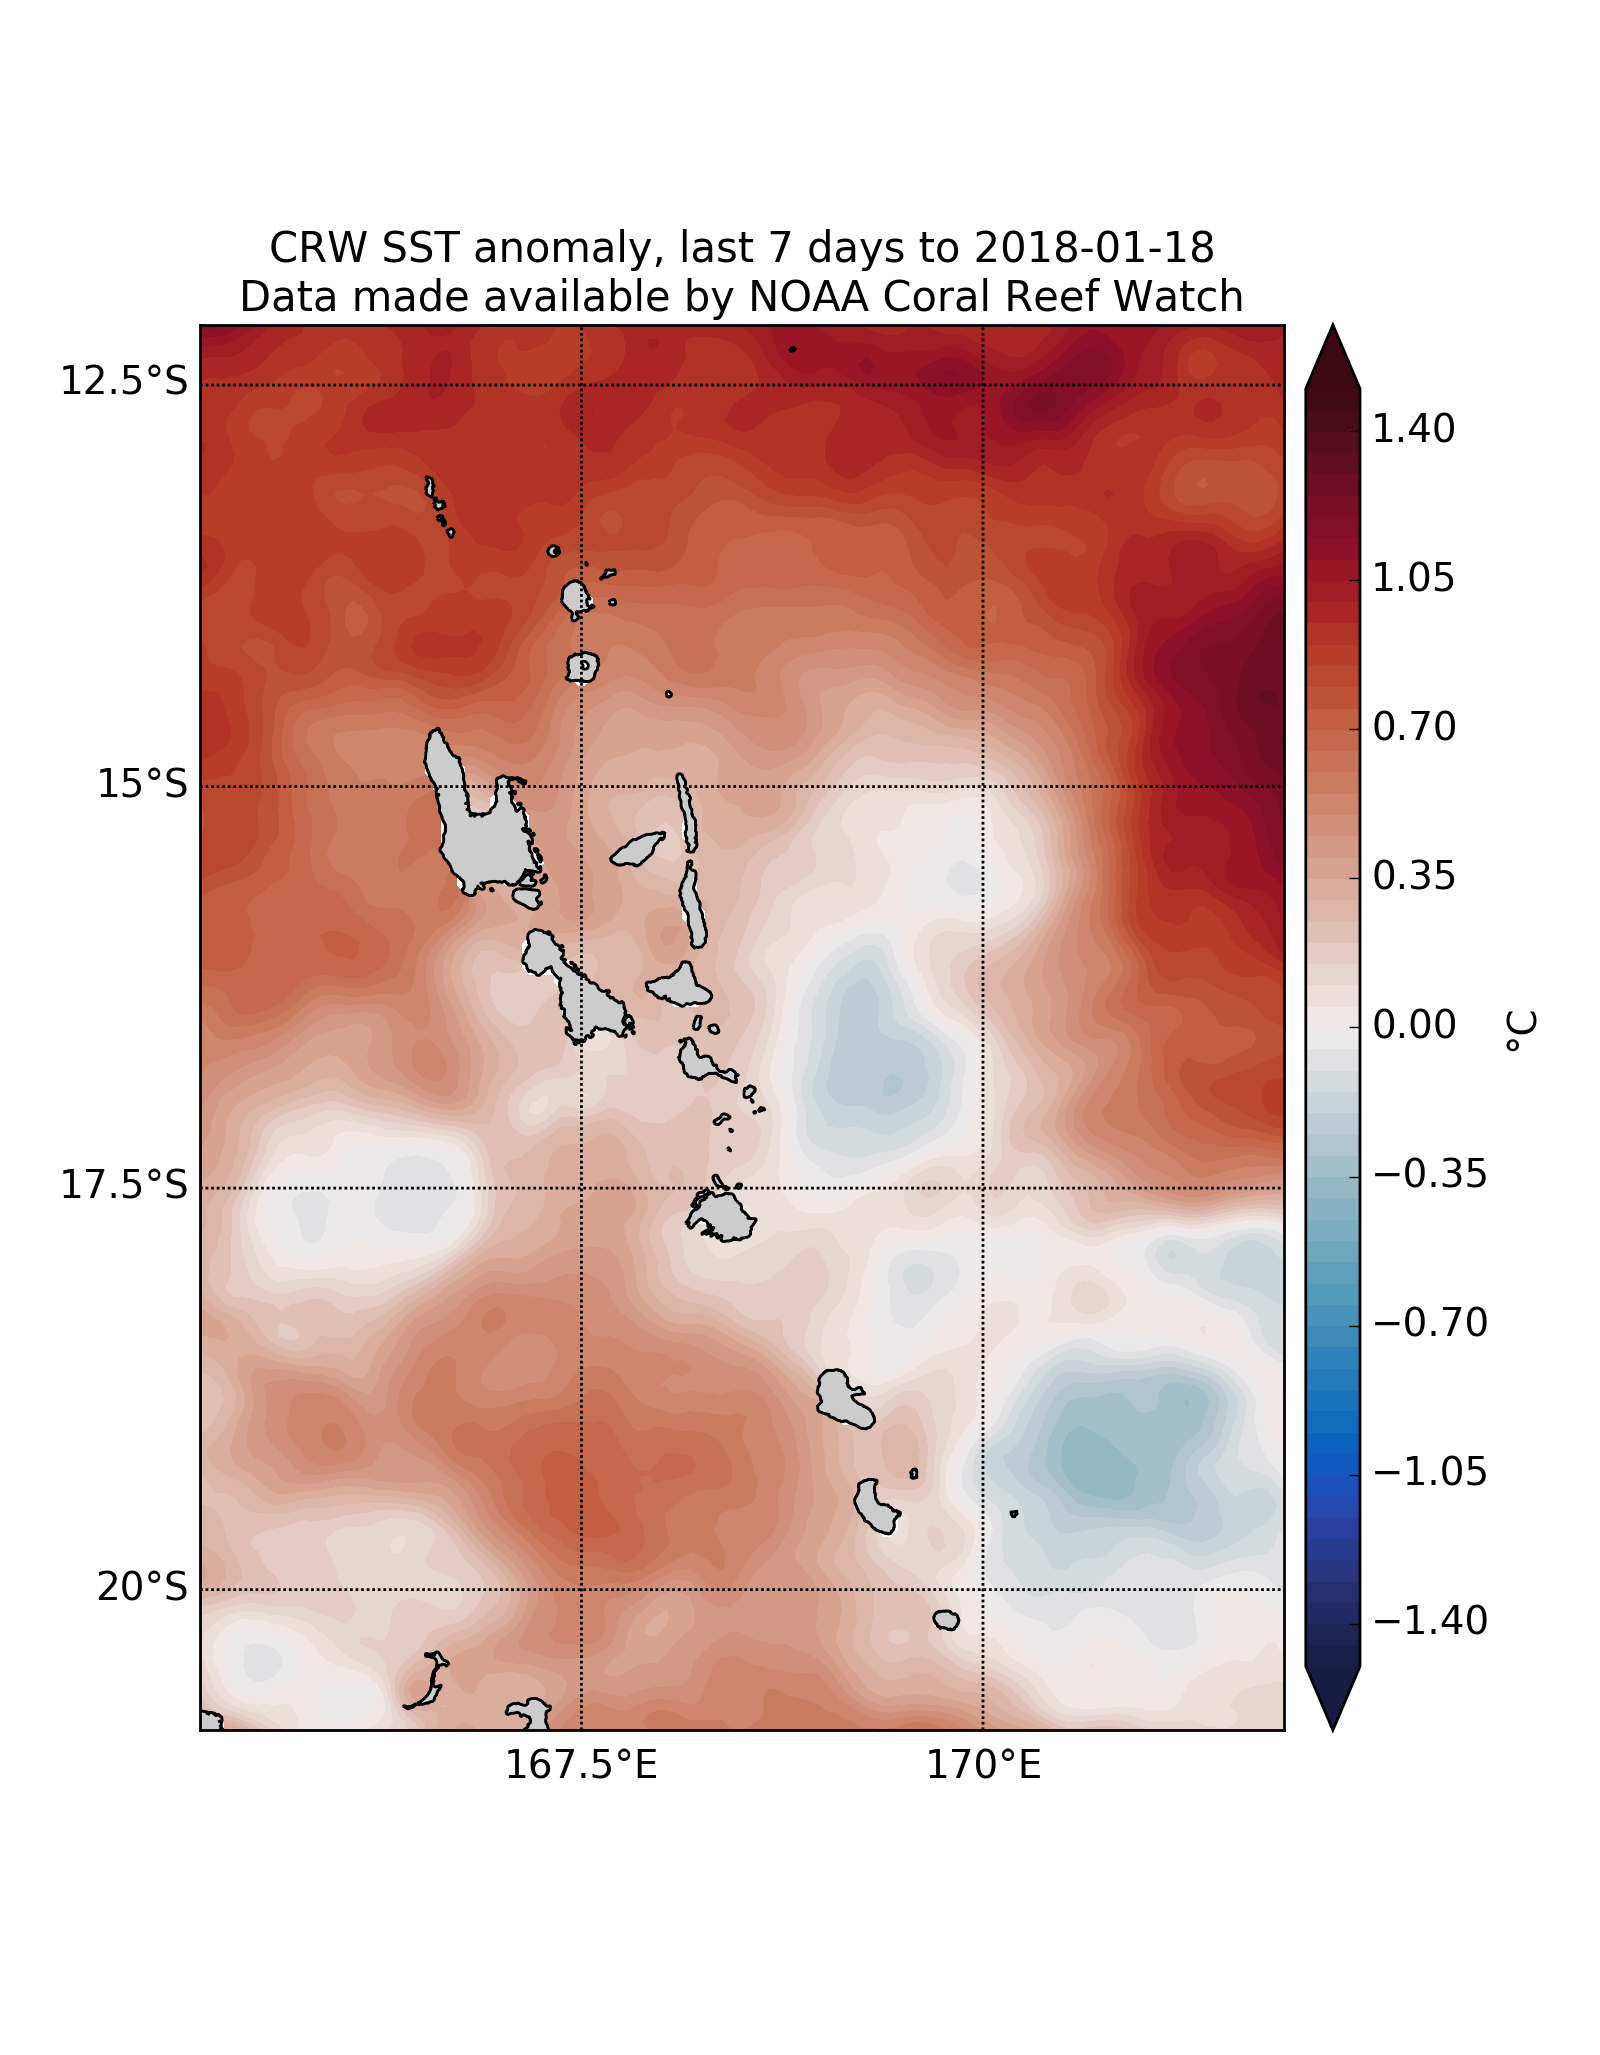 CRW SST anomaly, last 7 days to 2018-01-18
Data made available by NOAA Coral Reef Watch
12.5°S
15°S
17.5°S
20°S
167.5°E
170°E
1.40
1.05
0.70
0.35
0.00
−0.35
−0.70
−1.05
−1.40
°C